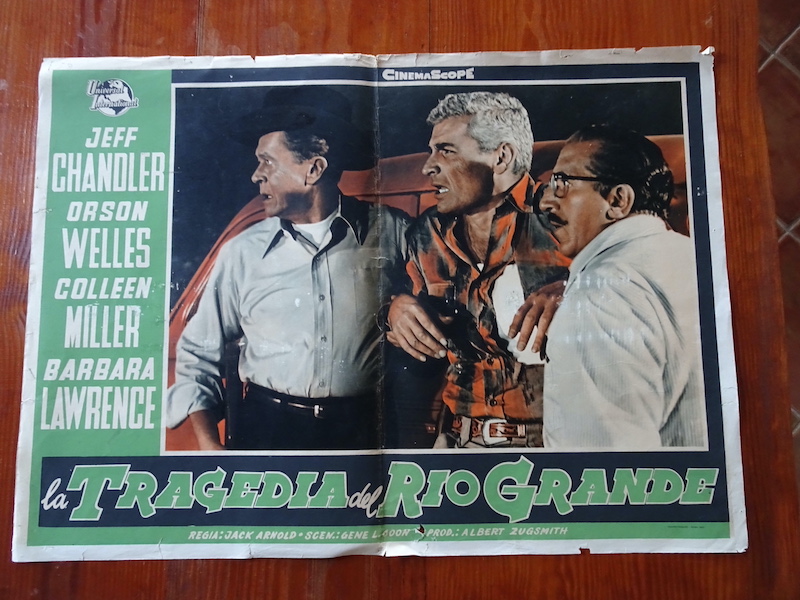 CINEMASCOPE
Universal
International
JEFF
CHANDLER
ORSON
WELLES
COLLEEN
MILLER
BARBARA
LAWRENCE
la TRAGEDIA del RIO GRANDE
REGIA: JACK ARNOLD • SCEN.: GENE L. COON • PROD.: ALBERT ZUGSMITH